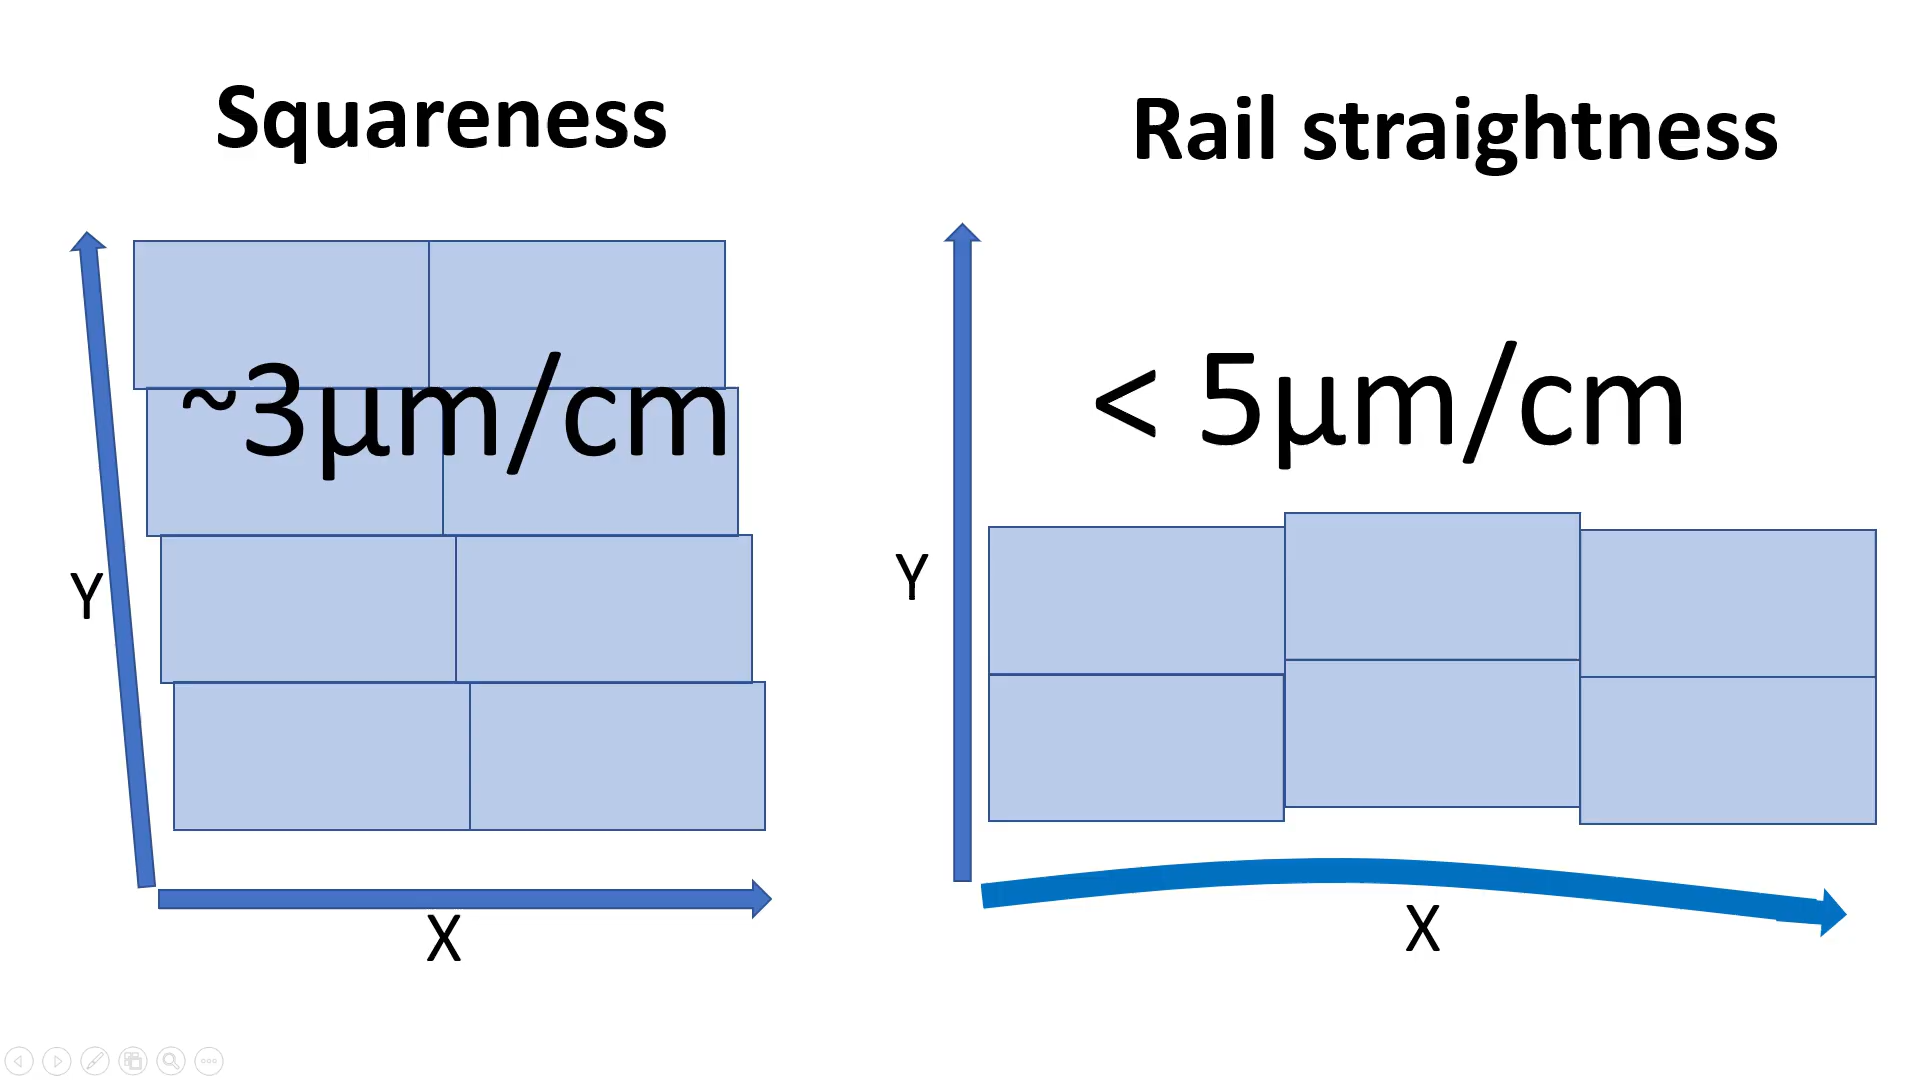 Squareness
~3µm/cm
Y
X
Rail straightness
< 5µm/cm
Y
X